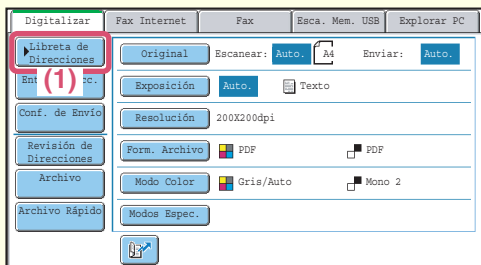 Digitalizar Fax Internet Fax Esca. Mem. USB Explorar PC
Libreta de
Direcciones
Original Escanear: Auto. A4 Enviar: Auto.
(1)
Exposición Auto. Texto
Conf. de Envío
Resolución 200X200dpi
Revisión de
Direcciones
Form. Archivo PDF PDF
Archivo
Modo Color Gris/Auto Mono 2
Archivo Rápido
Modos Espec.